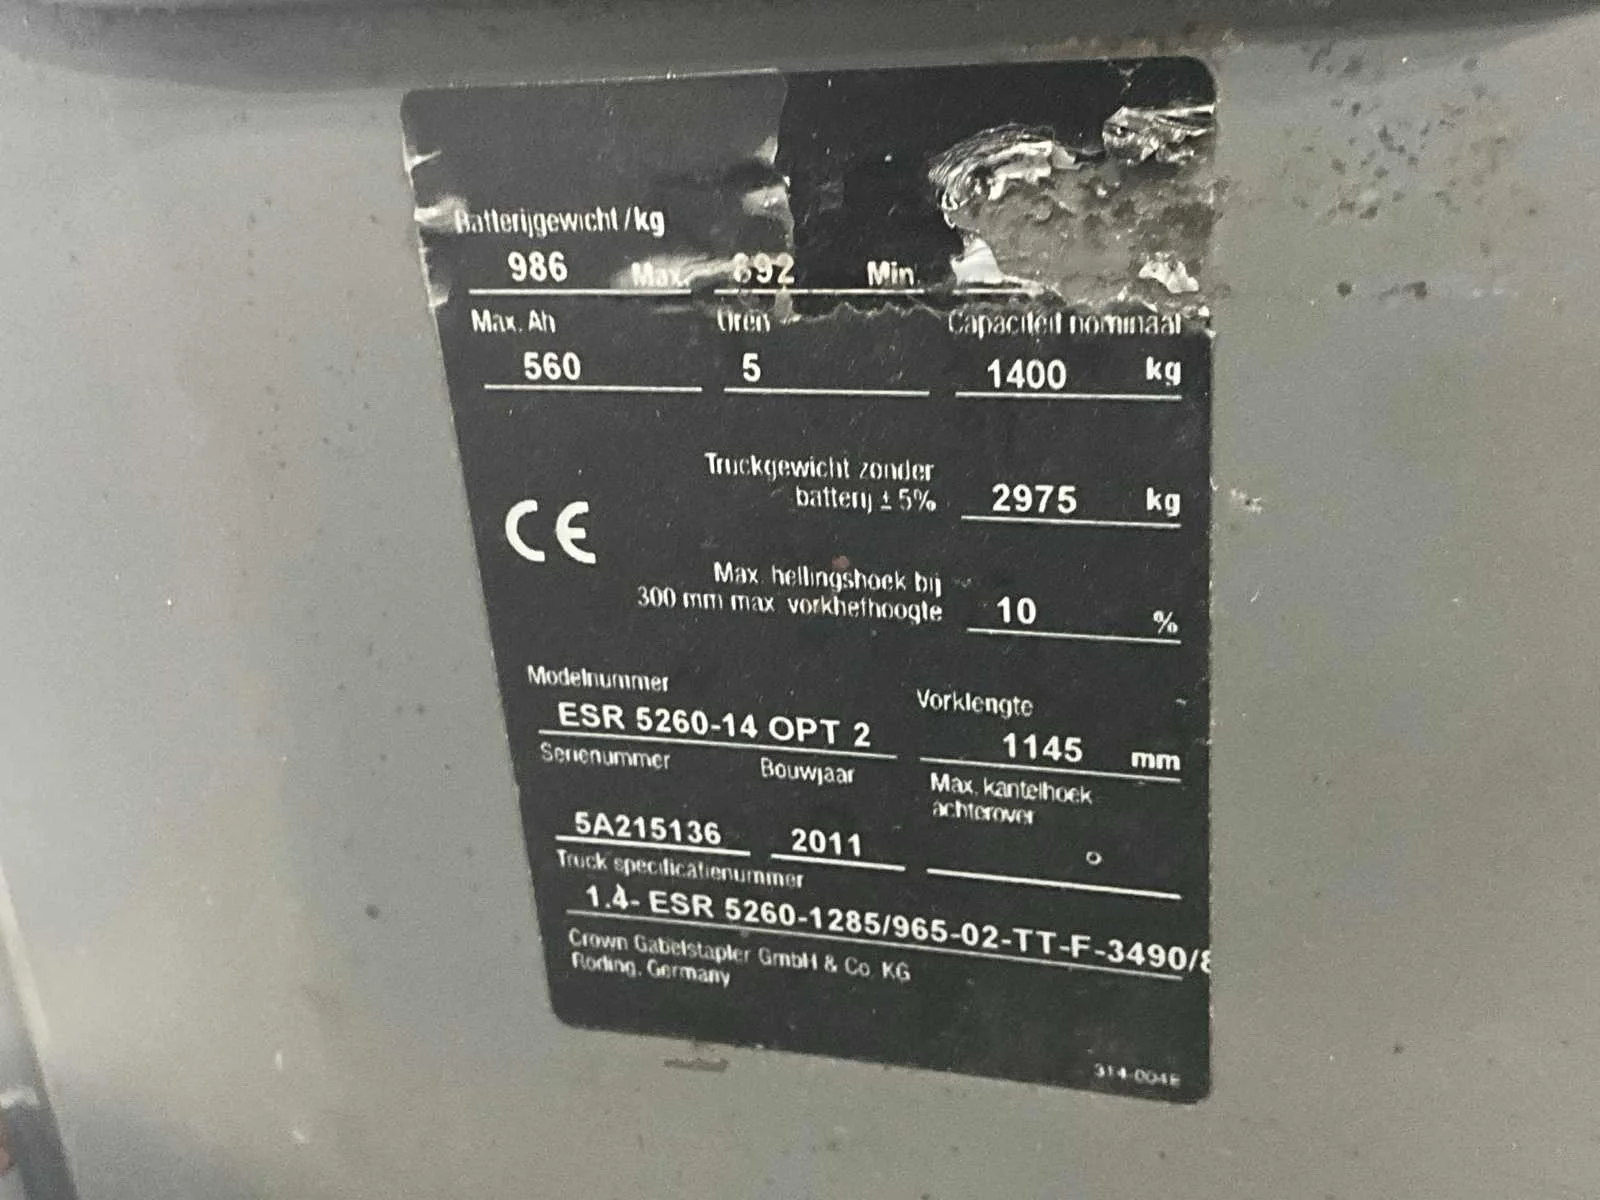 Batterijgewicht/kg
986 Max. 892 Min.
Max. Ah Uren Capaciteit nominaal
560 5 1400 kg
Truckgewicht zonder
batterij ± 5% 2975 kg
CE
Max. hellingshoek bij
300 mm max. vorkhefhoogte 10 %
Modelnummer Vorklengte
ESR 5260-14 OPT 2 1145 mm
Serienummer Bouwjaar Max. kantelhoek
achterover
5A215136 2011 °
Truck specificatienummer
1.4- ESR 5260-1285/965-02-TT-F-3490/
Crown Gabelstapler GmbH & Co. KG
Roding, Germany